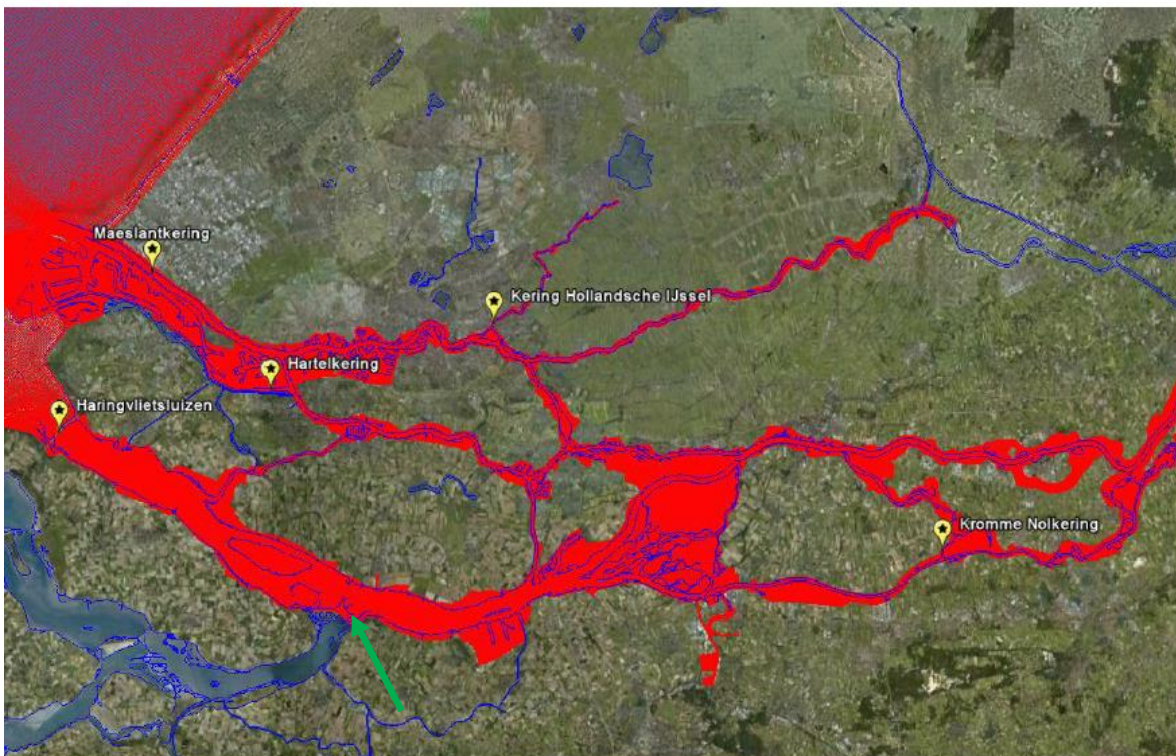 Maeslantkering
Kering Hollandsche IJssel
Hartelkering
Haringvlietsluizen
Kromme Nolkering